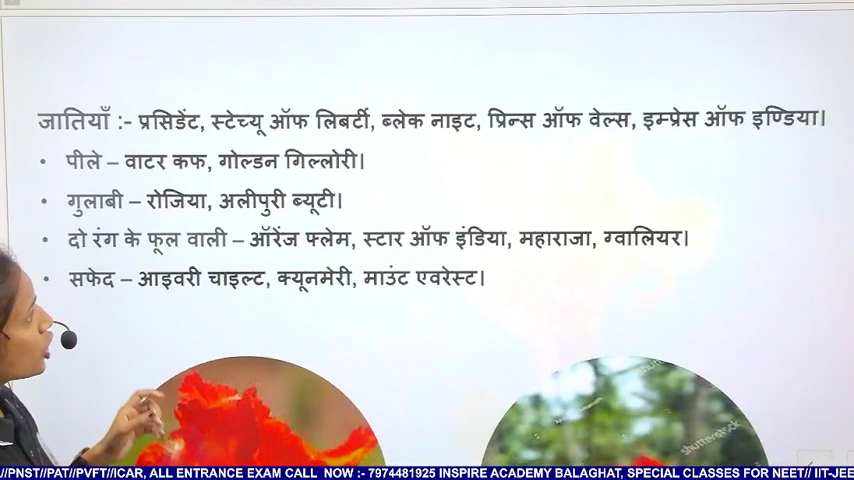 जातियाँ :- प्रसिडेंट, स्टेच्यू ऑफ लिबर्टी, ब्लेक नाइट, प्रिन्स ऑफ वेल्स, इम्प्रेस ऑफ इण्डिया।
• पीले – वाटर कफ, गोल्डन गिल्लोरी।
• गुलाबी – रोजिया, अलीपुरी ब्यूटी।
• दो रंग के फूल वाली – ऑरेंज फ्लेम, स्टार ऑफ इंडिया, महाराजा, ग्वालियर।
• सफेद – आइवरी चाइल्ट, क्यूनमेरी, माउंट एवरेस्ट।
shutterstock
//PNST//PAT//PVFT//ICAR, ALL ENTRANCE EXAM CALL NOW :- 7974481925 INSPIRE ACADEMY BALAGHAT, SPECIAL CLASSES FOR NEET// IIT-JEE